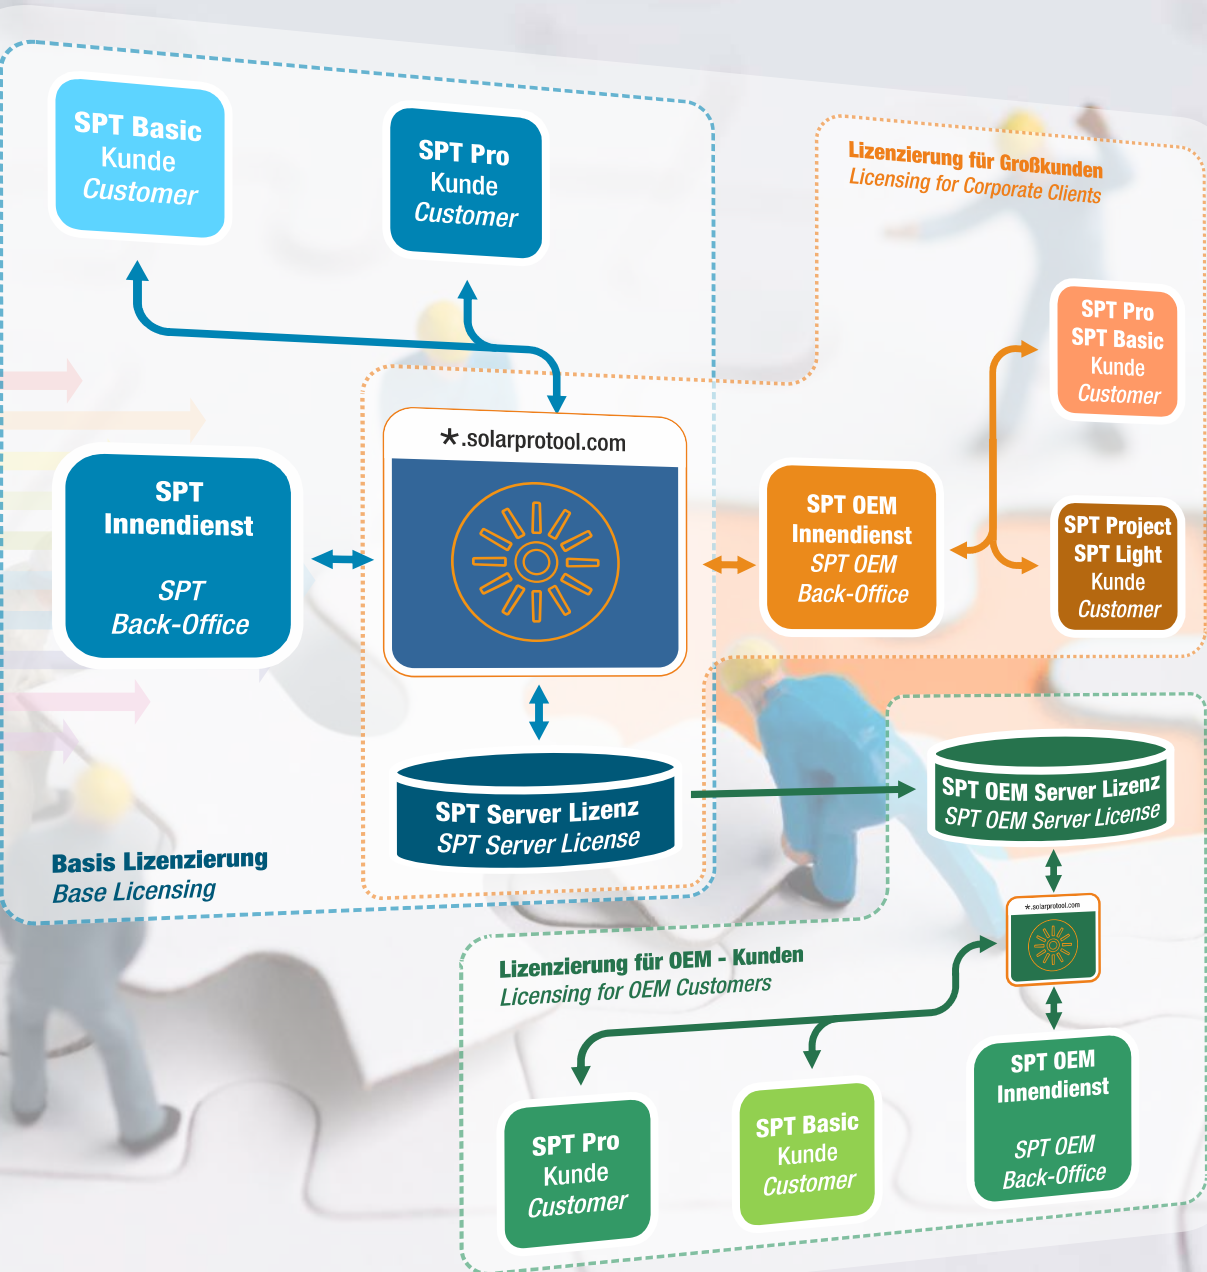 SPT Basic
Kunde
Customer
SPT Pro
Kunde
Customer
Lizenzierung für Großkunden
Licensing for Corporate Clients
SPT Pro
SPT Basic
Kunde
Customer
*.solarprotool.com
SPT
Innendienst
SPT
Back-Office
SPT OEM
Innendienst
SPT OEM
Back-Office
SPT Project
SPT Light
Kunde
Customer
SPT Server Lizenz
SPT Server License
SPT OEM Server Lizenz
SPT OEM Server License
Basis Lizenzierung
Base Licensing
*.solarprotool.com
Lizenzierung für OEM - Kunden
Licensing for OEM Customers
SPT Pro
Kunde
Customer
SPT Basic
Kunde
Customer
SPT OEM
Innendienst
SPT OEM
Back-Office